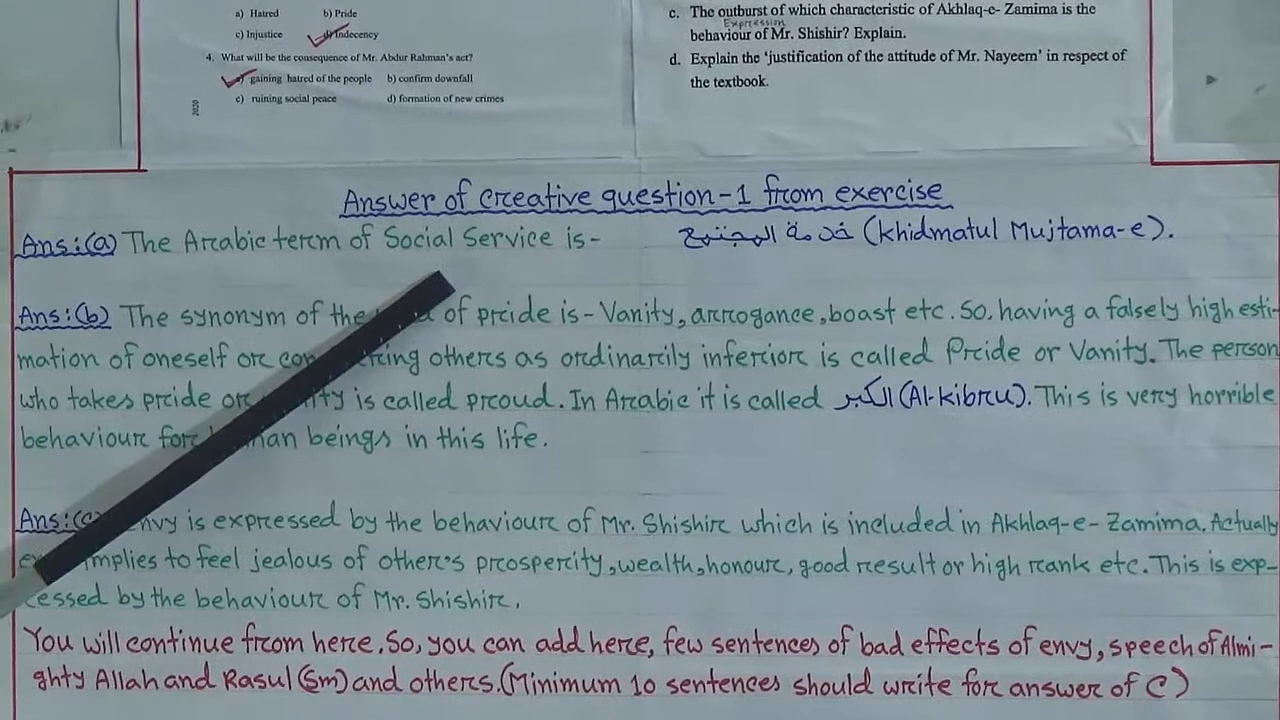 a) Hatred b) Pride
c) Injustice d) Indecency
4. What will be the consequence of Mr. Abdur Rahman's act?
a) gaining hatred of the people b) confirm downfall
c) ruining social peace d) formation of new crimes
2020
c. The outburst of which characteristic of Akhlaq-e- Zamima is the
Expression
behaviour of Mr. Shishir? Explain.
d. Explain the 'justification of the attitude of Mr. Nayeem' in respect of
the textbook.
Answer of creative question-1 from exercise
Ans:(a) The Arabic term of Social Service is- خدمة المجتمع (Khidmatul Mujtama-e).
Ans:(b) The synonym of the of pride is- Vanity, arrogance, boast etc. So, having a falsely high esti-
mation of oneself or others as ordinarily inferior is called Pride or Vanity. The person
who takes pride or is called proud. In Arabic it is called الكبر (Al-kibru). This is very horrible
behaviour for human beings in this life.
Ans:(c) Envy is expressed by the behaviour of Mr. Shishir which is included in Akhlaq-e- Zamima. Actually
implies to feel jealous of other's prosperity, wealth, honour, good result or high rank etc. This is exp-
ressed by the behaviour of Mr. Shishir.
You will continue from here. So, you can add here, few sentences of bad effects of envy, speech of Almi-
ghty Allah and Rasul (Sm) and others. (Minimum 10 sentences should write for answer of C)